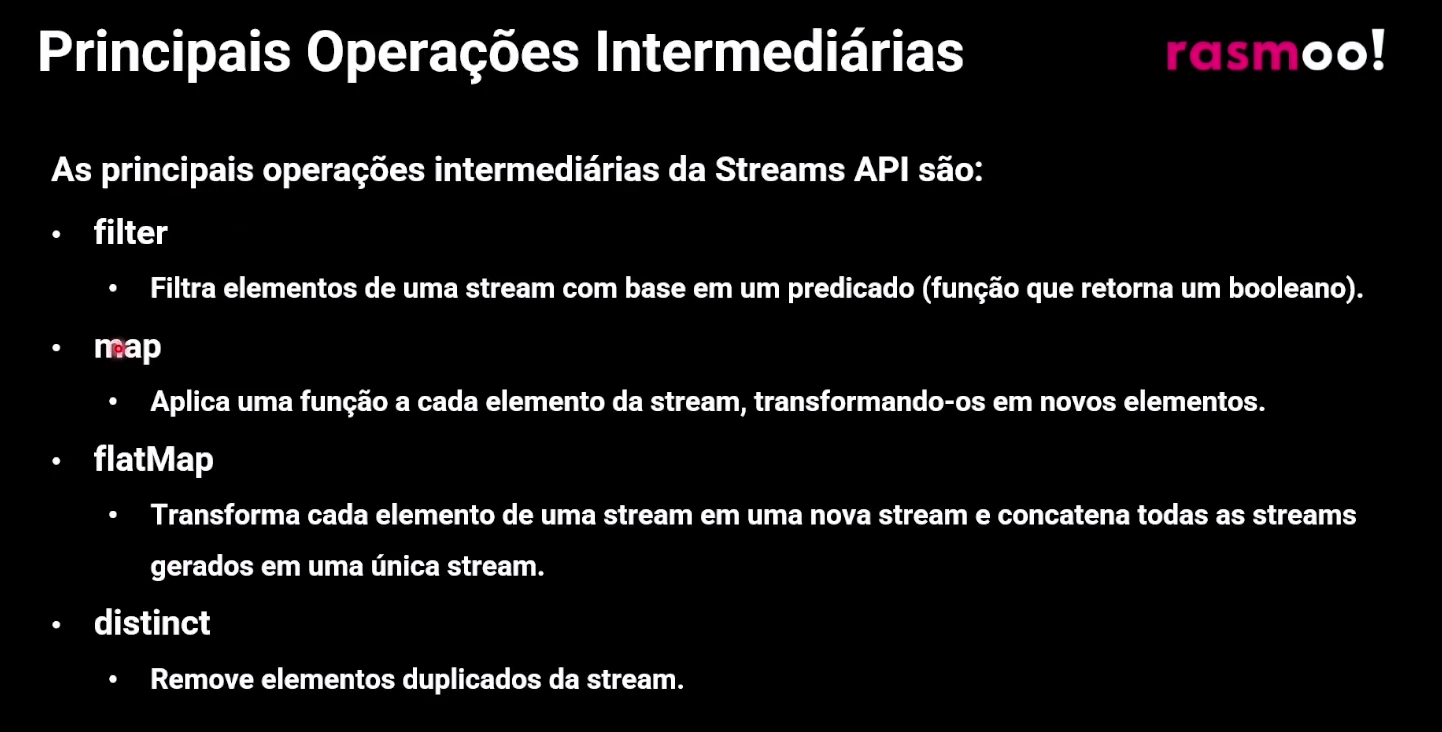 Principais Operações Intermediárias
rasmoo!
As principais operações intermediárias da Streams API são:
• filter
• Filtra elementos de uma stream com base em um predicado (função que retorna um booleano).
• map
• Aplica uma função a cada elemento da stream, transformando-os em novos elementos.
• flatMap
• Transforma cada elemento de uma stream em uma nova stream e concatena todas as streams
gerados em uma única stream.
• distinct
• Remove elementos duplicados da stream.